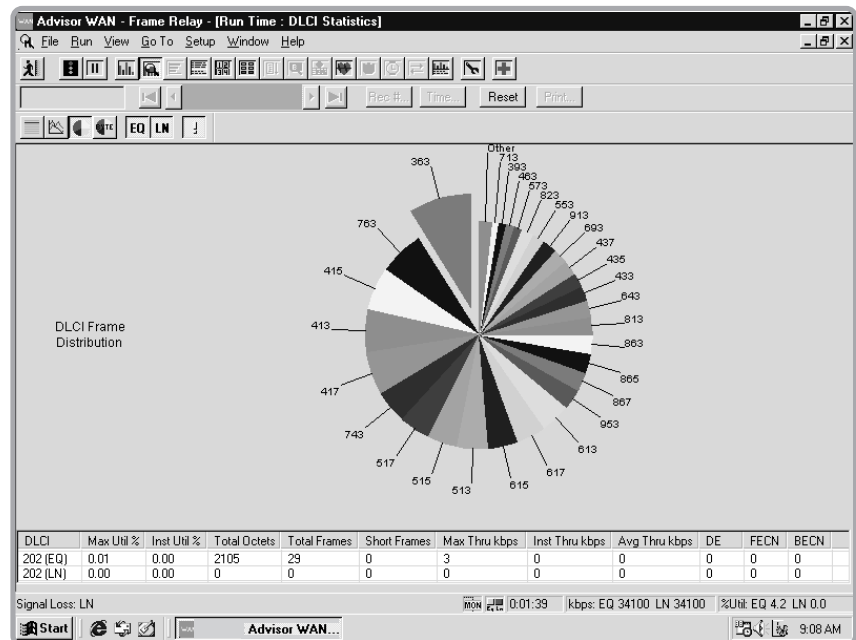 Advisor WAN - Frame Relay - [Run Time : DLCI Statistics]
File Run View Go To Setup Window Help
Rec #... Time... Reset Print...
EQ LN
DLCI Frame
Distribution
Other
713
393
463
573
823
553
913
693
437
435
433
643
813
863
865
867
953
613
617
615
513
515
517
743
417
413
415
763
363
DLCI Max Util % Inst Util % Total Octets Total Frames Short Frames Max Thru kbps Inst Thru kbps Avg Thru kbps DE FECN BECN
202 (EQ) 0.01 0.00 2105 29 0 3 0 0 0 0 0
202 (LN) 0.00 0.00 0 0 0 0 0 0 0 0 0
Signal Loss: LN MON 0:01:39 kbps: EQ 34100 LN 34100 %Util: EQ 4.2 LN 0.0
Start Advisor WAN... 9:08 AM